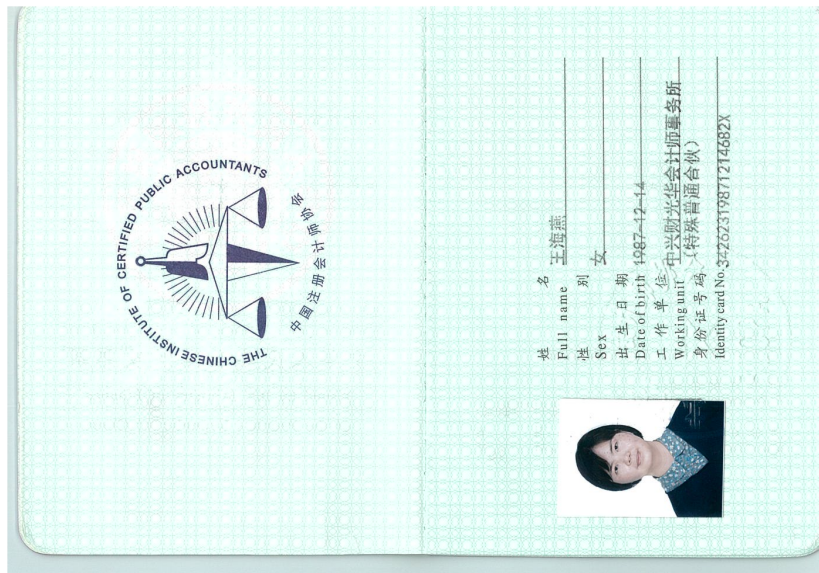 THE CHINESE INSTITUTE OF CERTIFIED PUBLIC ACCOUNTANTS
中国注册会计师协会
姓 名 王海燕
Full name
性 别 女
Sex
出 生 日 期 1987-12-14
Date of birth
工 作 单 位 中兴财光华会计师事务所
Working unit (特殊普通合伙)
身份证号码 34262319871214682X
Identity card No.